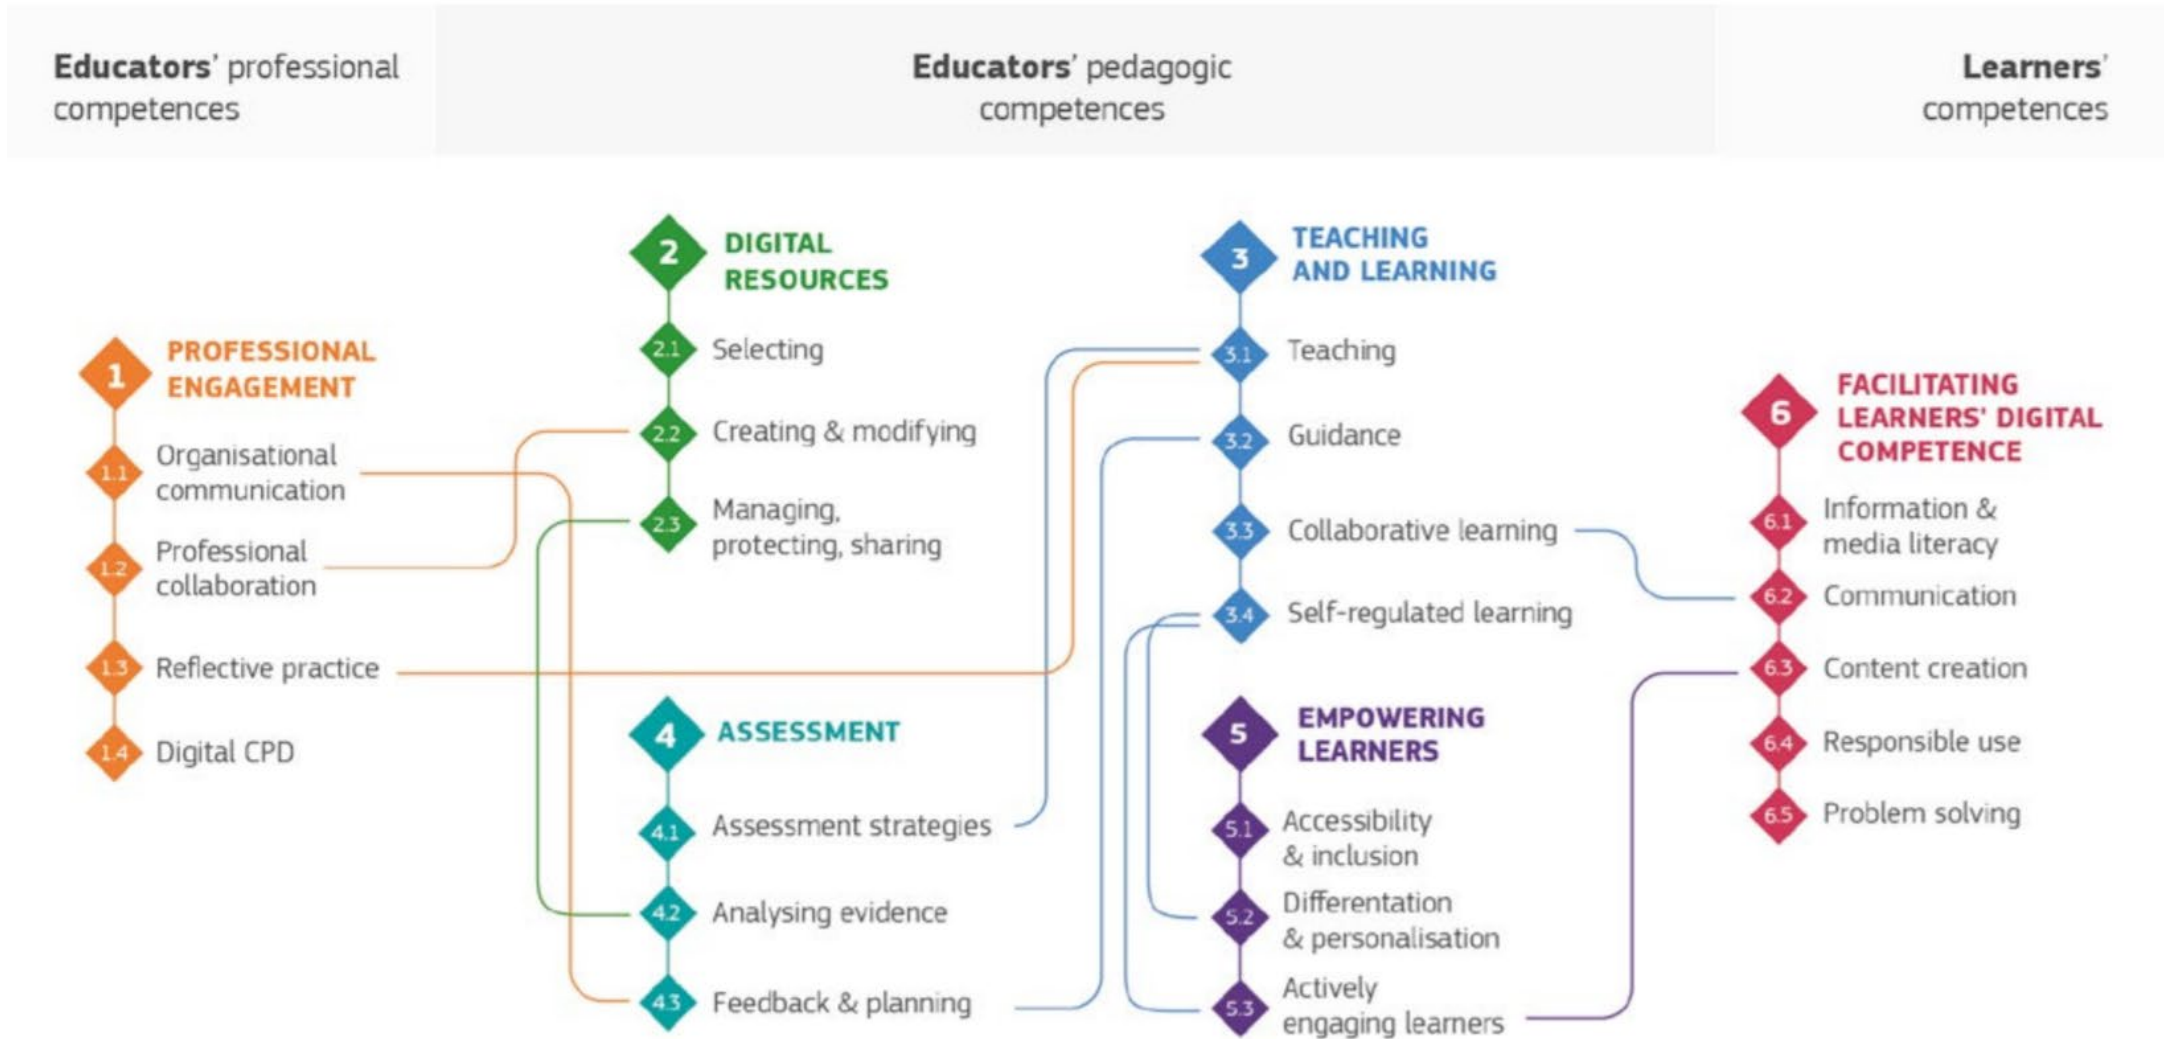 Educators' professional
competences
Educators' pedagogic
competences
Learners'
competences
1
PROFESSIONAL
ENGAGEMENT
1.1
Organisational
communication
1.2
Professional
collaboration
1.3
Reflective practice
1.4
Digital CPD
2
DIGITAL
RESOURCES
2.1
Selecting
2.2
Creating & modifying
2.3
Managing,
protecting, sharing
4
ASSESSMENT
4.1
Assessment strategies
4.2
Analysing evidence
4.3
Feedback & planning
3
TEACHING
AND LEARNING
3.1
Teaching
3.2
Guidance
3.3
Collaborative learning
3.4
Self-regulated learning
5
EMPOWERING
LEARNERS
5.1
Accessibility
& inclusion
5.2
Differentation
& personalisation
5.3
Actively
engaging learners
6
FACILITATING
LEARNERS' DIGITAL
COMPETENCE
6.1
Information &
media literacy
6.2
Communication
6.3
Content creation
6.4
Responsible use
6.5
Problem solving